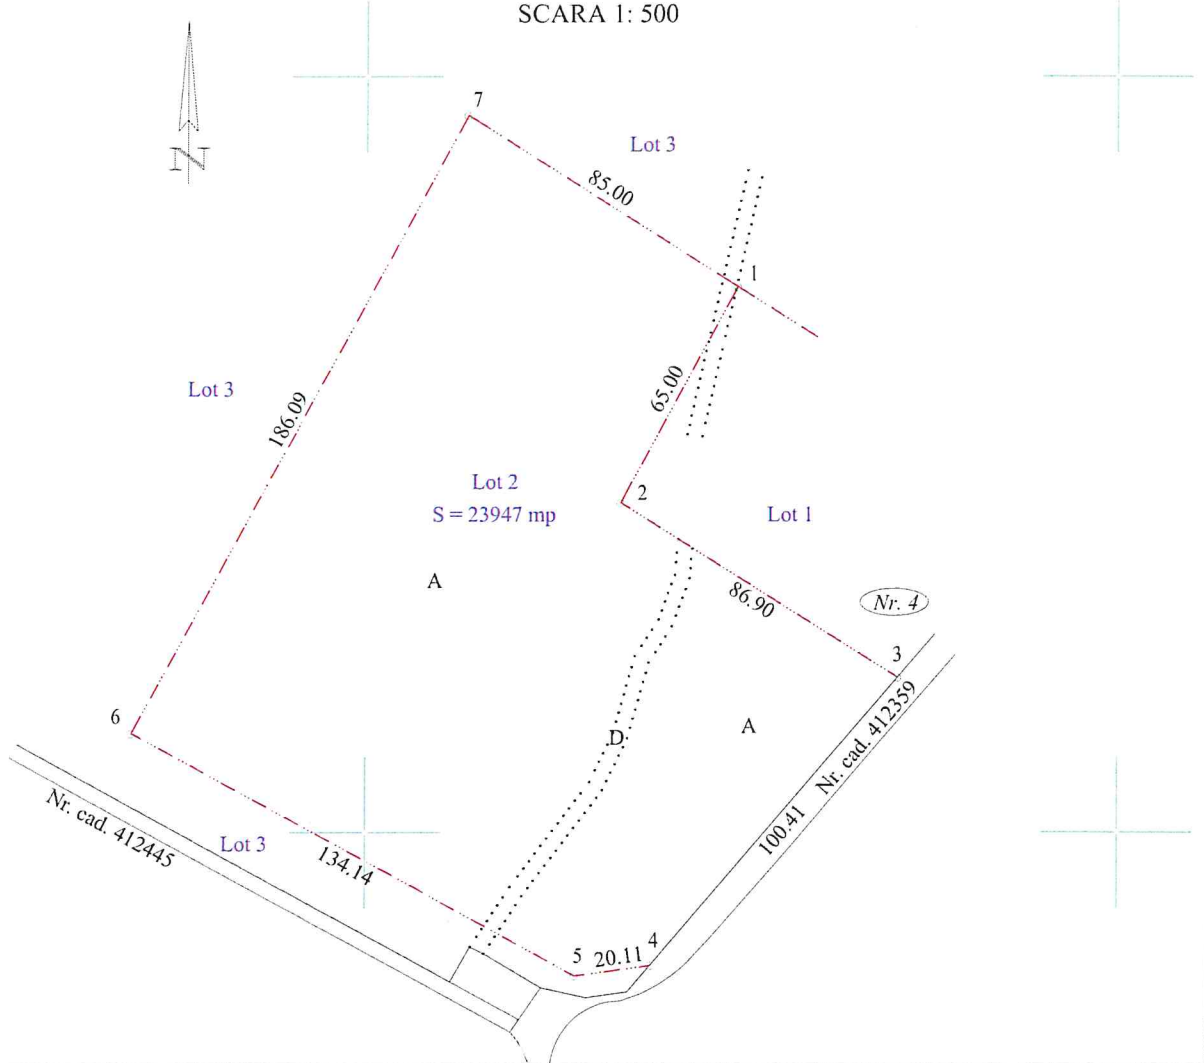 SCARA 1: 500
N
7
Lot 3
85.00
1
65.00
Lot 3
186.09
Lot 2
2
S = 23947 mp
Lot 1
A
86.90
Nr. 4
3
6
D
A
Nr. cad. 412359
Nr. cad. 412445
Lot 3
134.14
100.41
5
20.11
4